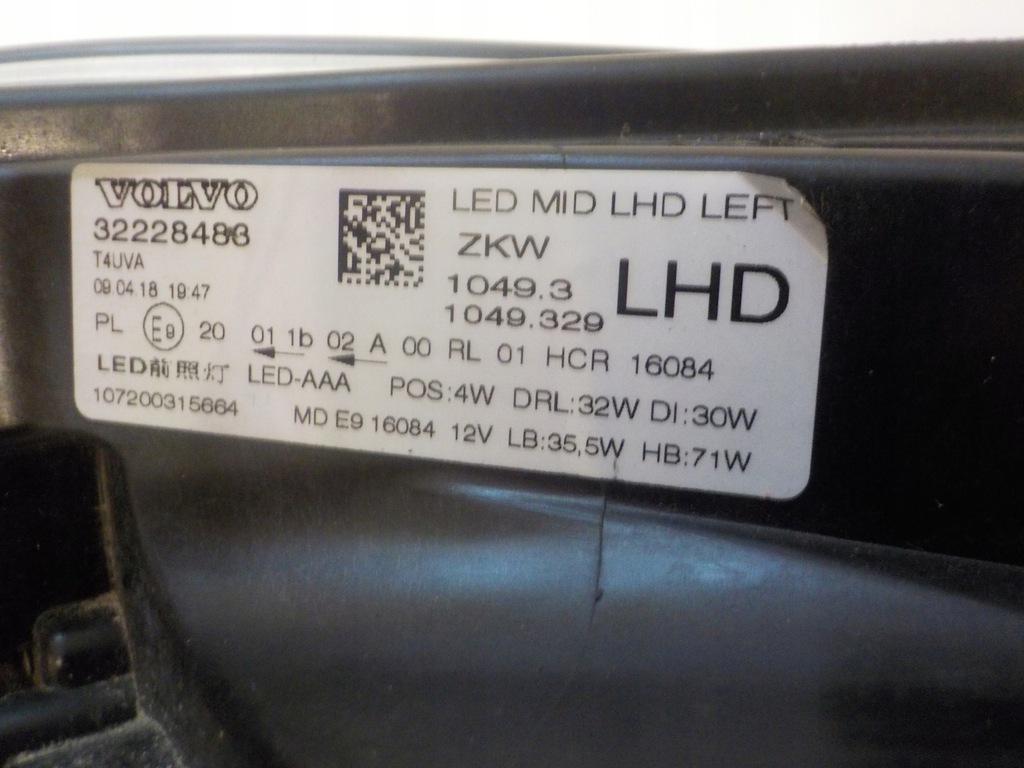 VOLVO
32228483
T4UVA
09.04.18 19:47
LED MID LHD LEFT
ZKW
1049.3
1049.329
LHD
PL E9 20 01 1b 02 A 00 RL 01 HCR 16084
LED前照灯 LED-AAA POS:4W DRL:32W DI:30W
107200315664 MD E9 16084 12V LB:35,5W HB:71W